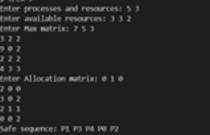 Enter processes and resources: 5 3
Enter available resources: 3 3 2
Enter Max matrix: 7 5 3
3 2 2
9 0 2
2 2 2
4 3 3
Enter Allocation matrix: 0 1 0
2 0 0
3 0 2
2 1 1
0 0 2
Safe sequence: P1 P3 P4 P0 P2